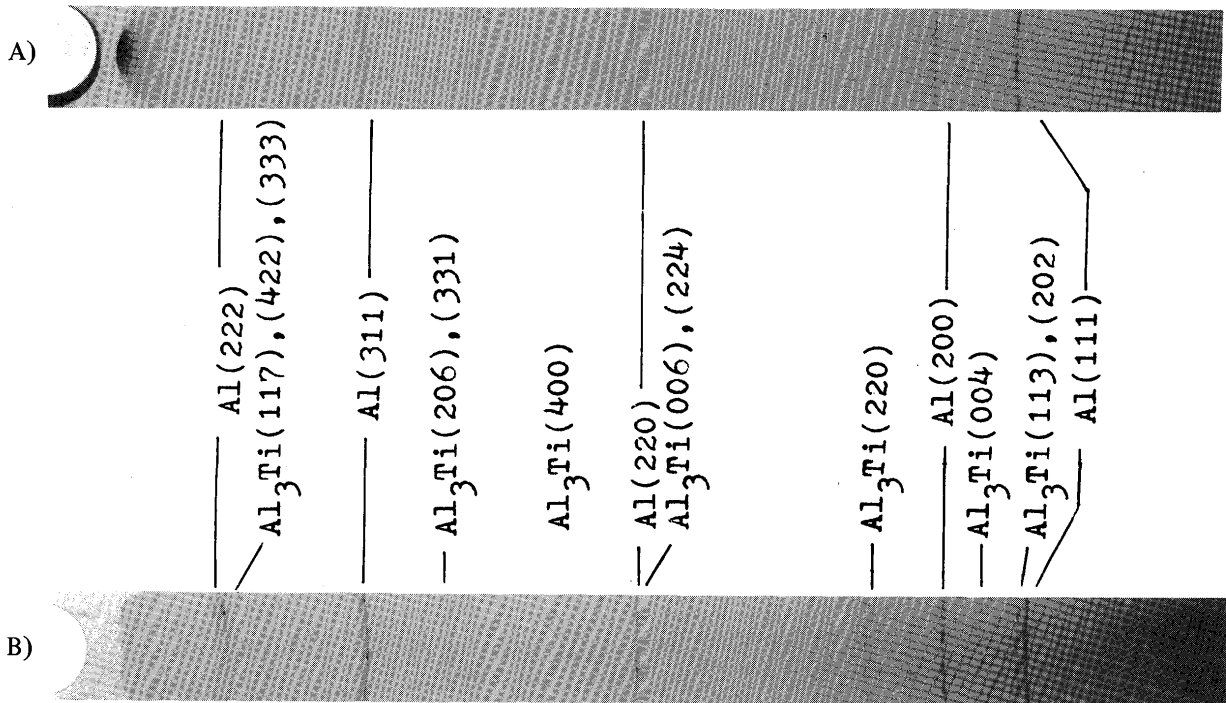 A)
Al(222)
Al₃Ti(117),(422),(333)
Al(311)
Al₃Ti(206),(331)
Al₃Ti(400)
Al(220)
Al₃Ti(006),(224)
Al₃Ti(220)
Al(200)
Al₃Ti(004)
Al₃Ti(113),(202)
Al(111)
B)